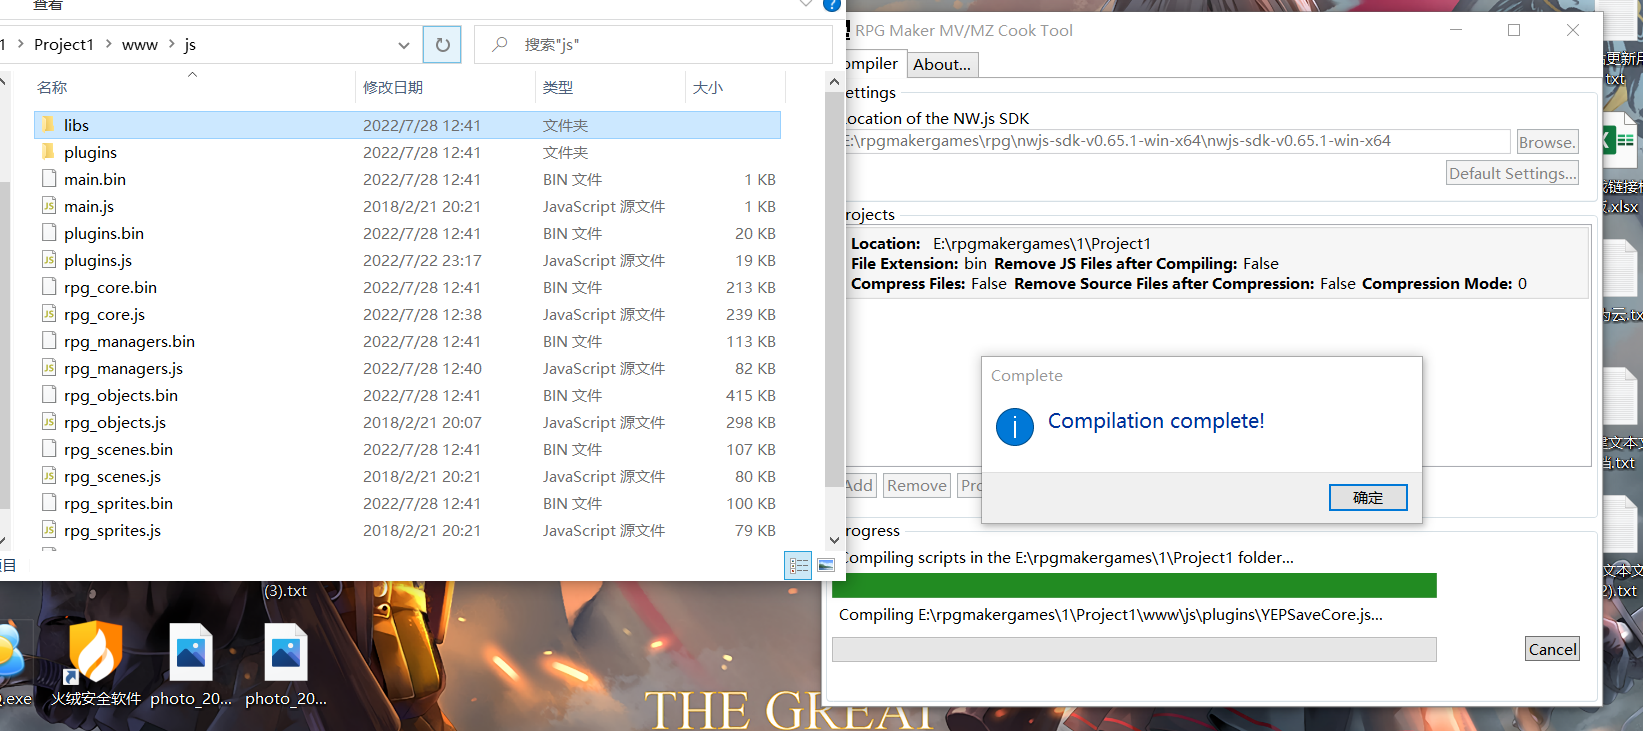 查看
1 > Project1 > www > js
搜索"js"
名称 修改日期 类型 大小
libs 2022/7/28 12:41 文件夹
plugins 2022/7/28 12:41 文件夹
main.bin 2022/7/28 12:41 BIN 文件 1 KB
main.js 2018/2/21 20:21 JavaScript 源文件 1 KB
plugins.bin 2022/7/28 12:41 BIN 文件 20 KB
plugins.js 2022/7/22 23:17 JavaScript 源文件 19 KB
rpg_core.bin 2022/7/28 12:41 BIN 文件 213 KB
rpg_core.js 2022/7/28 12:38 JavaScript 源文件 239 KB
rpg_managers.bin 2022/7/28 12:41 BIN 文件 113 KB
rpg_managers.js 2022/7/28 12:40 JavaScript 源文件 82 KB
rpg_objects.bin 2022/7/28 12:41 BIN 文件 415 KB
rpg_objects.js 2018/2/21 20:07 JavaScript 源文件 298 KB
rpg_scenes.bin 2022/7/28 12:41 BIN 文件 107 KB
rpg_scenes.js 2018/2/21 20:21 JavaScript 源文件 80 KB
rpg_sprites.bin 2022/7/28 12:41 BIN 文件 100 KB
rpg_sprites.js 2018/2/21 20:21 JavaScript 源文件 79 KB
RPG Maker MV/MZ Cook Tool
ompiler About...
ettings
ocation of the NW.js SDK
E:\rpgmakergames\rpg\nwjs-sdk-v0.65.1-win-x64\nwjs-sdk-v0.65.1-win-x64 Browse.
Default Settings...
rojects
Location: E:\rpgmakergames\1\Project1
File Extension: bin Remove JS Files after Compiling: False
Compress Files: False Remove Source Files after Compression: False Compression Mode: 0
Complete
Compilation complete!
确定
Add Remove Pro
rogress
Compiling scripts in the E:\rpgmakergames\1\Project1 folder...
Compiling E:\rpgmakergames\1\Project1\www\js\plugins\YEPSaveCore.js...
Cancel
(3).txt
.exe 火绒安全软件 photo_20... photo_20...
THE GREAT
更新用
.txt
链接
.xlsx
云.tx
文本文
.txt
文本文
2).txt